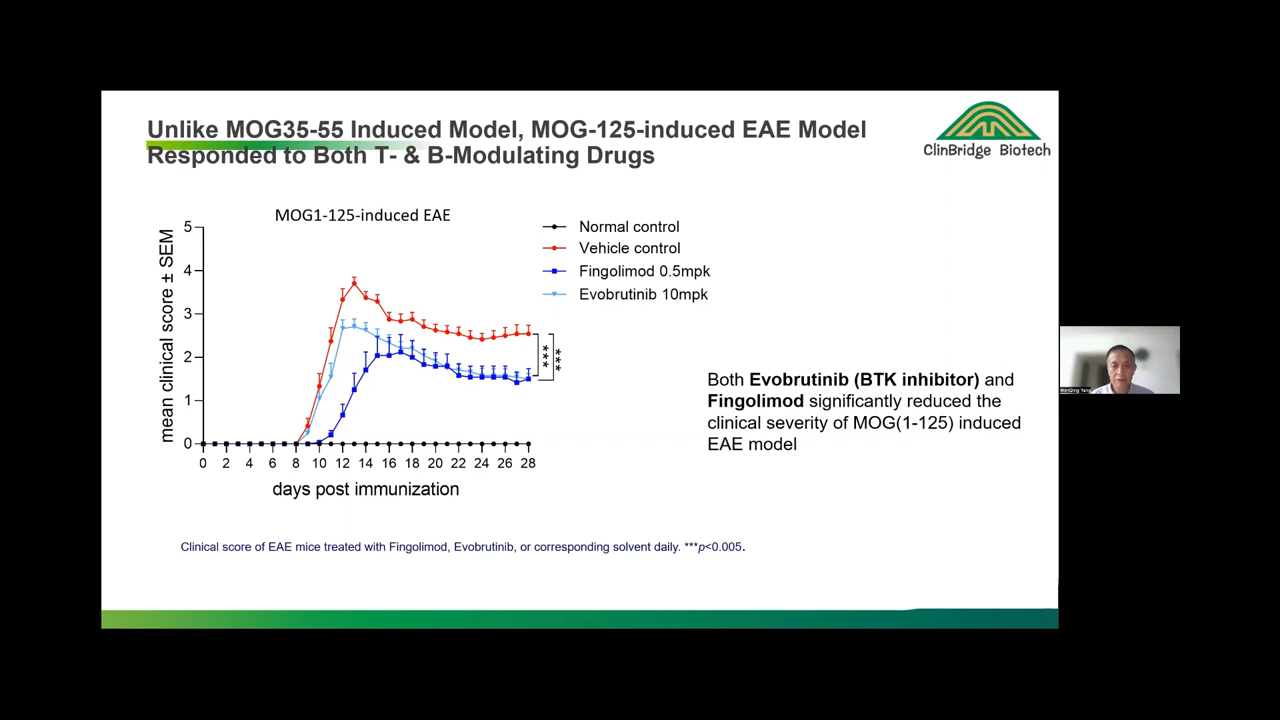 Unlike MOG35-55 Induced Model, MOG-125-induced EAE Model
Responded to Both T- & B-Modulating Drugs
ClinBridge Biotech
MOG1-125-induced EAE
mean clinical score ± SEM
5
4
3
2
1
0
0 2 4 6 8 10 12 14 16 18 20 22 24 26 28
days post immunization
***
***
Normal control
Vehicle control
Fingolimod 0.5mpk
Evobrutinib 10mpk
Both Evobrutinib (BTK inhibitor) and
Fingolimod significantly reduced the
clinical severity of MOG(1-125) induced
EAE model
WenQing Yang
Clinical score of EAE mice treated with Fingolimod, Evobrutinib, or corresponding solvent daily. ***p<0.005.